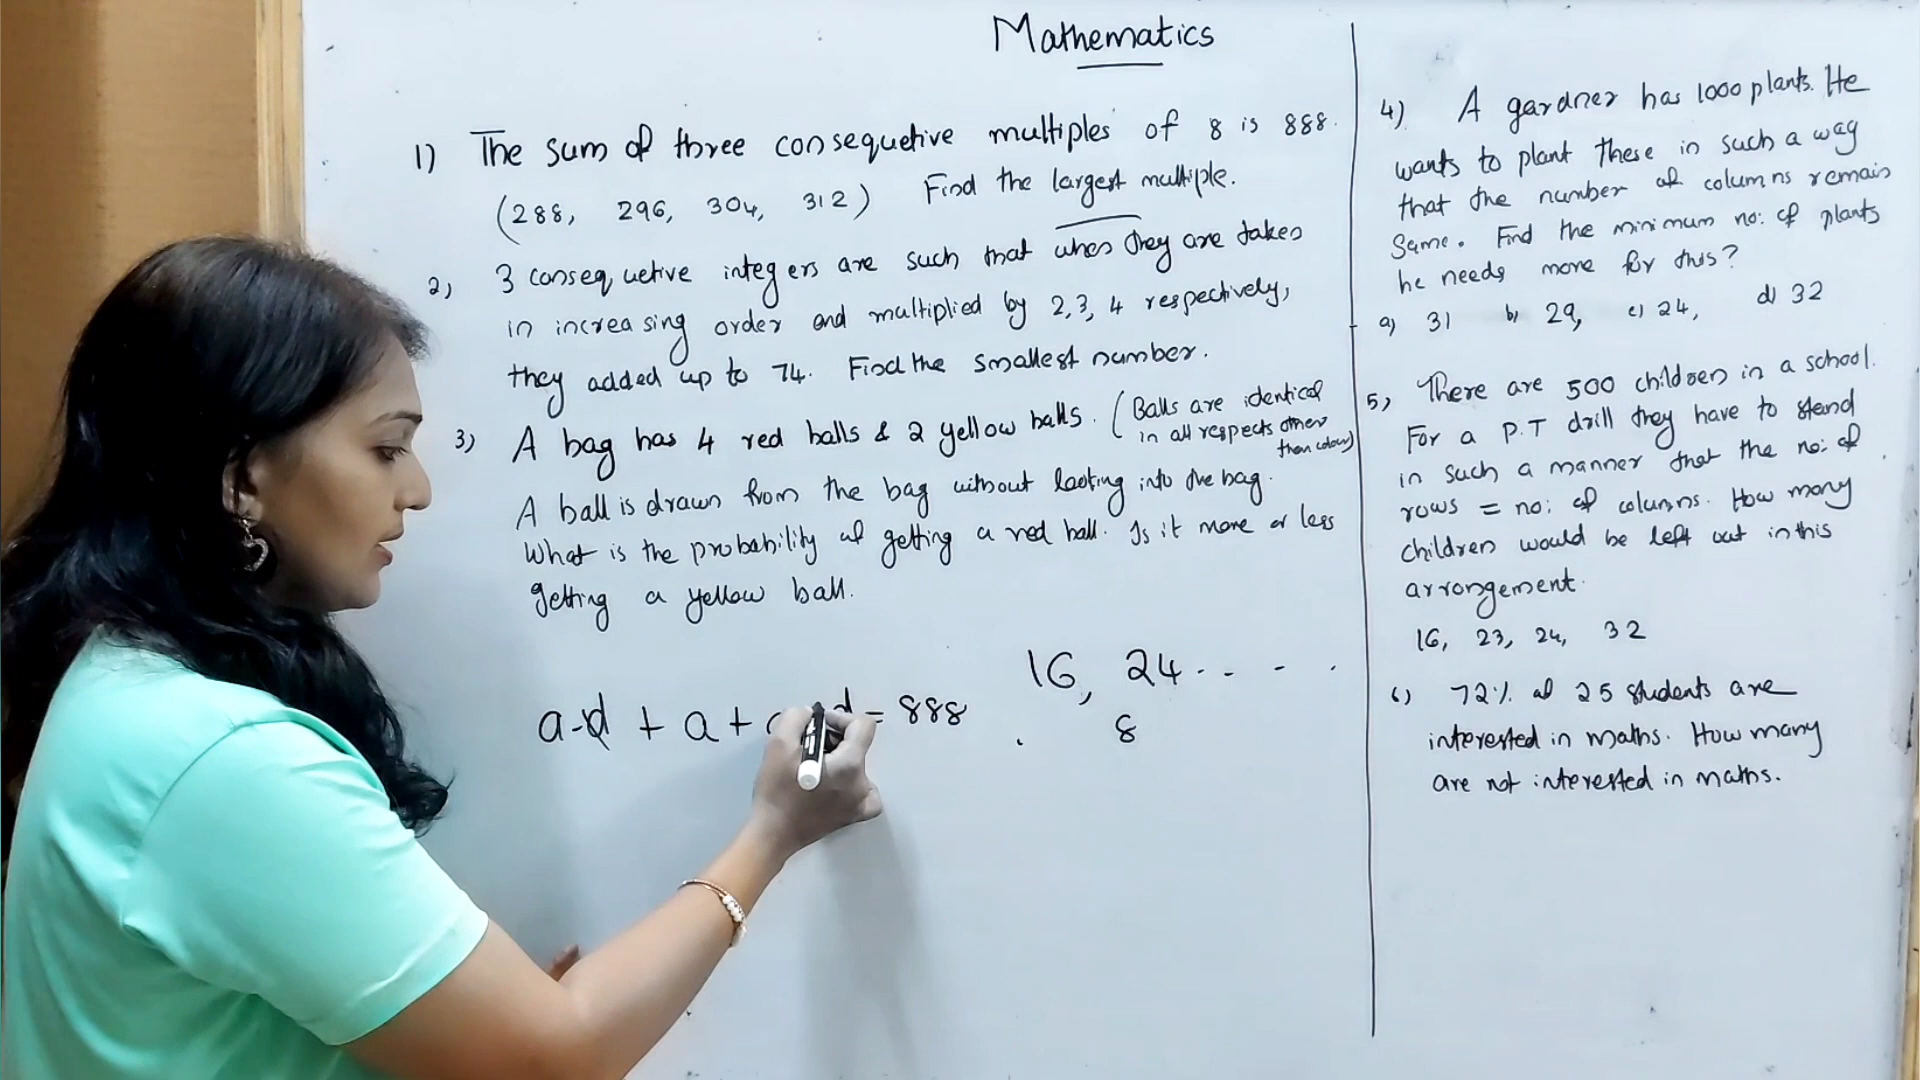 Mathematics
1) The sum of three consequetive multiples of 8 is 888.
(288, 296, 304, 312) Find the largest multiple.
2) 3 consequetive integers are such that when they are taken
in increasing order and multiplied by 2, 3, 4 respectively,
they added up to 74. Find the smallest number.
3) A bag has 4 red balls & 2 yellow balls. (Balls are identical
in all respects other
than colour)
A ball is drawn from the bag without looking into the bag.
What is the probability of getting a red ball. Is it more or less
getting a yellow ball.
a-d + a + d = 888
16, 24 - - - .
8
4) A gardner has 1000 plants. He
wants to plant these in such a way
that the number of columns remain
same. Find the minimum no: of plants
he needs more for this?
a) 31 b) 29, c) 24, d) 32
5) There are 500 children in a school.
For a P.T drill they have to stand
in such a manner that the no: of
rows = no: of columns. How many
children would be left out in this
arrangement.
16, 23, 24, 32
6) 72% of 25 students are
interested in maths. How many
are not interested in maths.